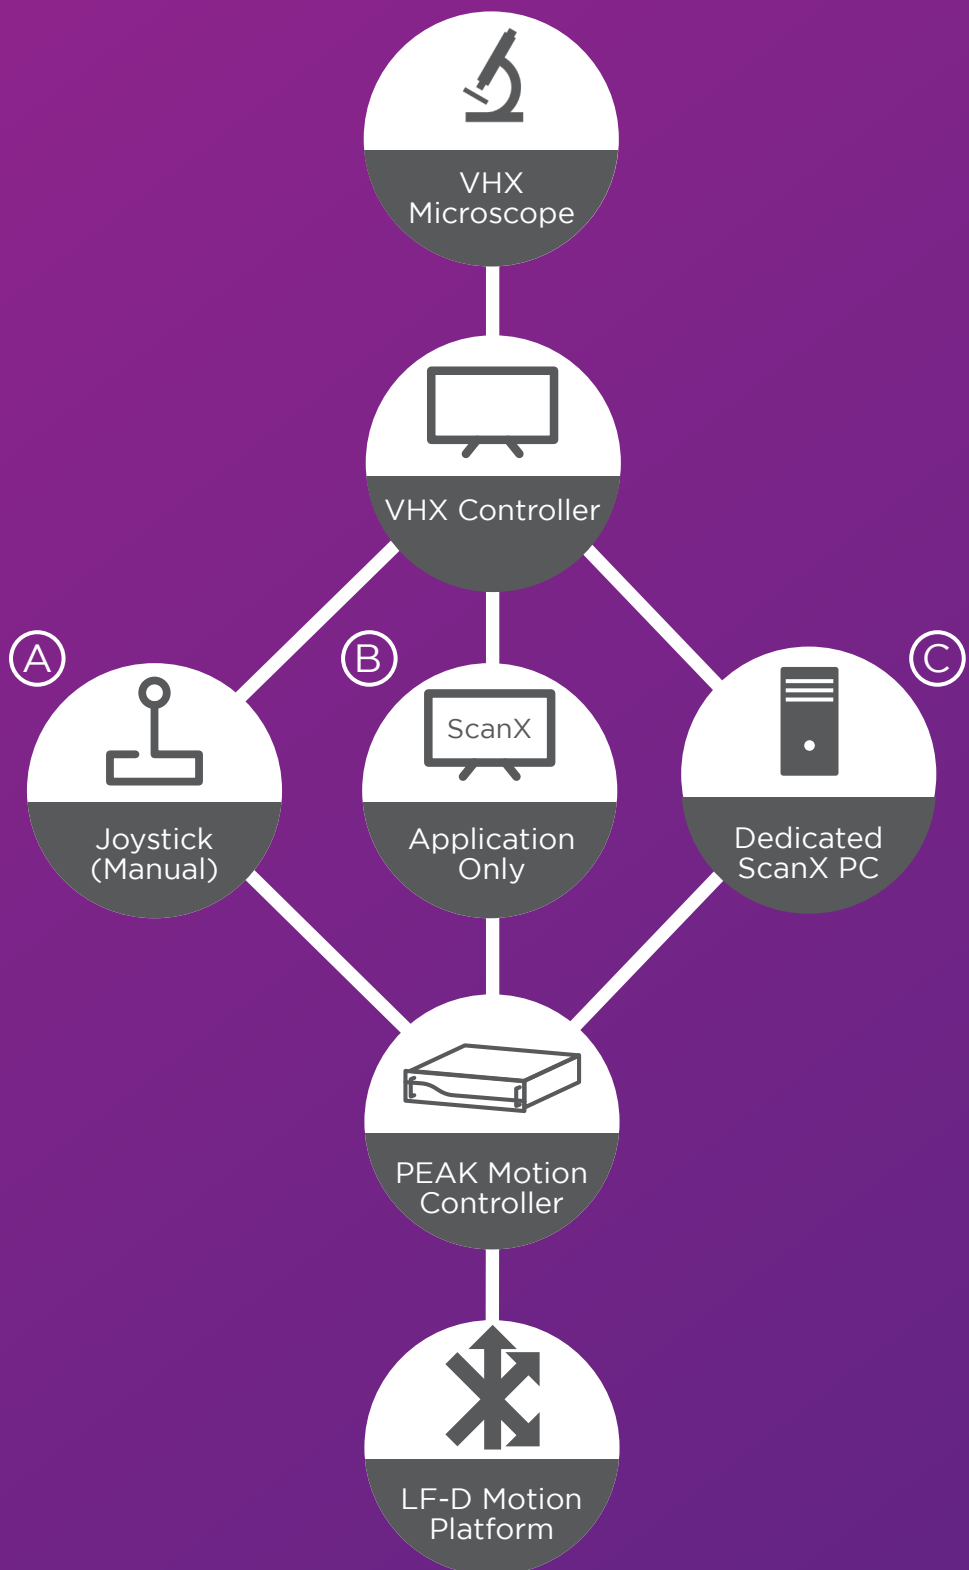 VHX
Microscope
VHX Controller
A
B
C
ScanX
Joystick
(Manual)
Application
Only
Dedicated
ScanX PC
PEAK Motion
Controller
LF-D Motion
Platform